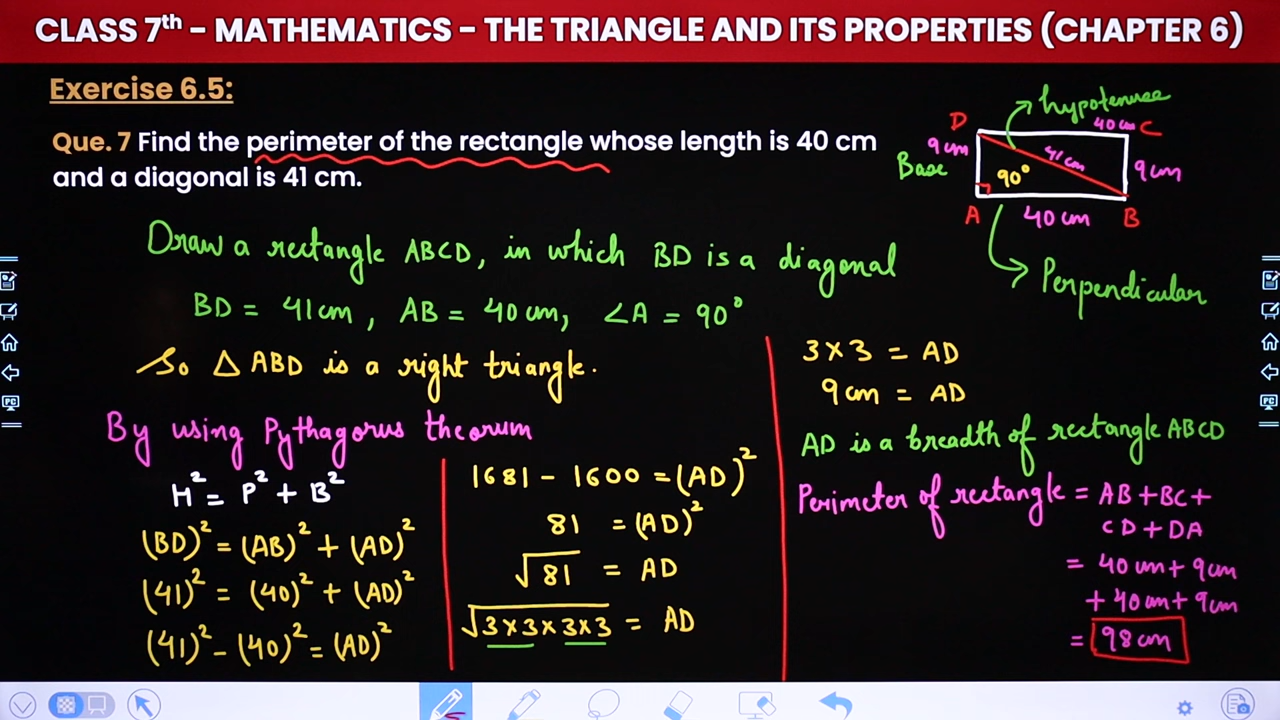 CLASS 7th - MATHEMATICS - THE TRIANGLE AND ITS PROPERTIES (CHAPTER 6)
Exercise 6.5:
Que. 7 Find the perimeter of the rectangle whose length is 40 cm
and a diagonal is 41 cm.
hypotenuse
D
40 cm C
9 cm
41 cm
Base
90°
9 cm
A
40 cm
B
Perpendicular
Draw a rectangle ABCD, in which BD is a diagonal
BD = 41 cm, AB = 40 cm, ∠A = 90°
So △ ABD is a right triangle.
By using Pythagorus theorum
H² = P² + B²
(BD)² = (AB)² + (AD)²
(41)² = (40)² + (AD)²
(41)² - (40)² = (AD)²
1681 - 1600 = (AD)²
81 = (AD)²
√81 = AD
√3×3×3×3 = AD
3×3 = AD
9 cm = AD
AD is a breadth of rectangle ABCD
Perimeter of rectangle = AB + BC +
CD + DA
= 40 cm + 9 cm
+ 40 cm + 9 cm
= 98 cm
PC
PC